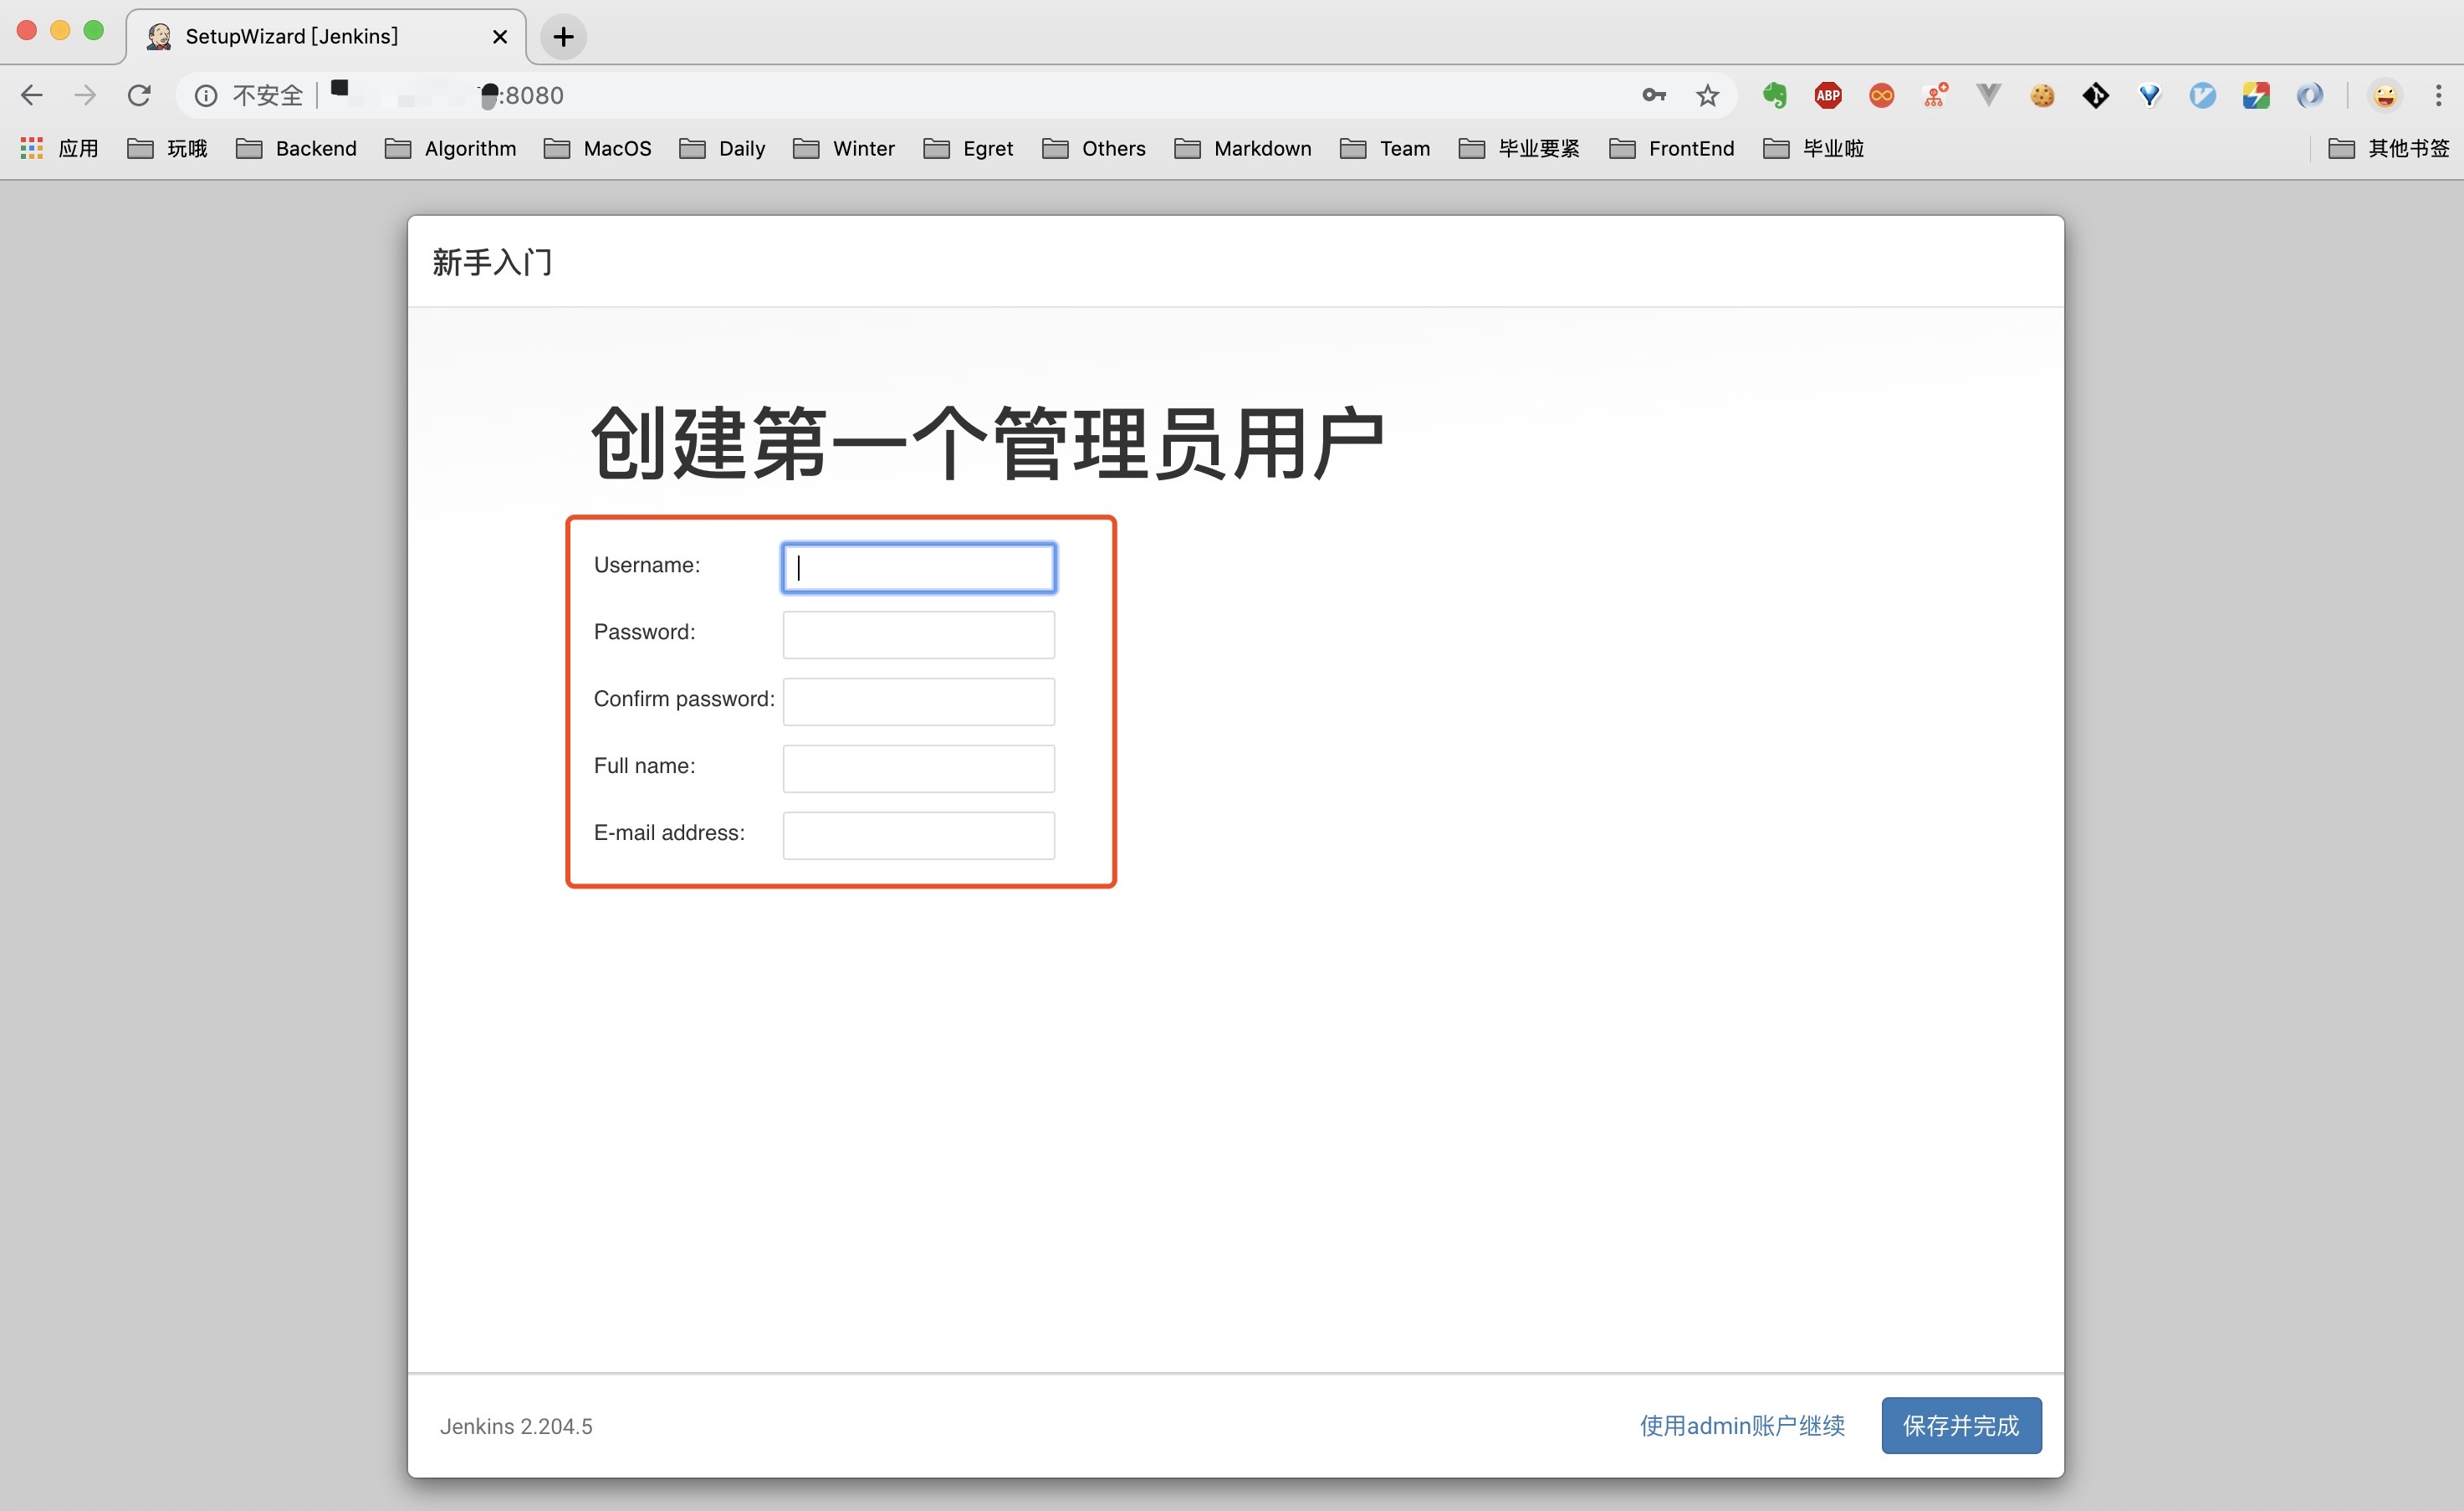 SetupWizard [Jenkins]
不安全 :8080
ABP
应用 玩哦 Backend Algorithm MacOS Daily Winter Egret Others Markdown Team 毕业要紧 FrontEnd 毕业啦 其他书签
新手入门
创建第一个管理员用户
Username:
Password:
Confirm password:
Full name:
E-mail address:
Jenkins 2.204.5
使用admin账户继续
保存并完成